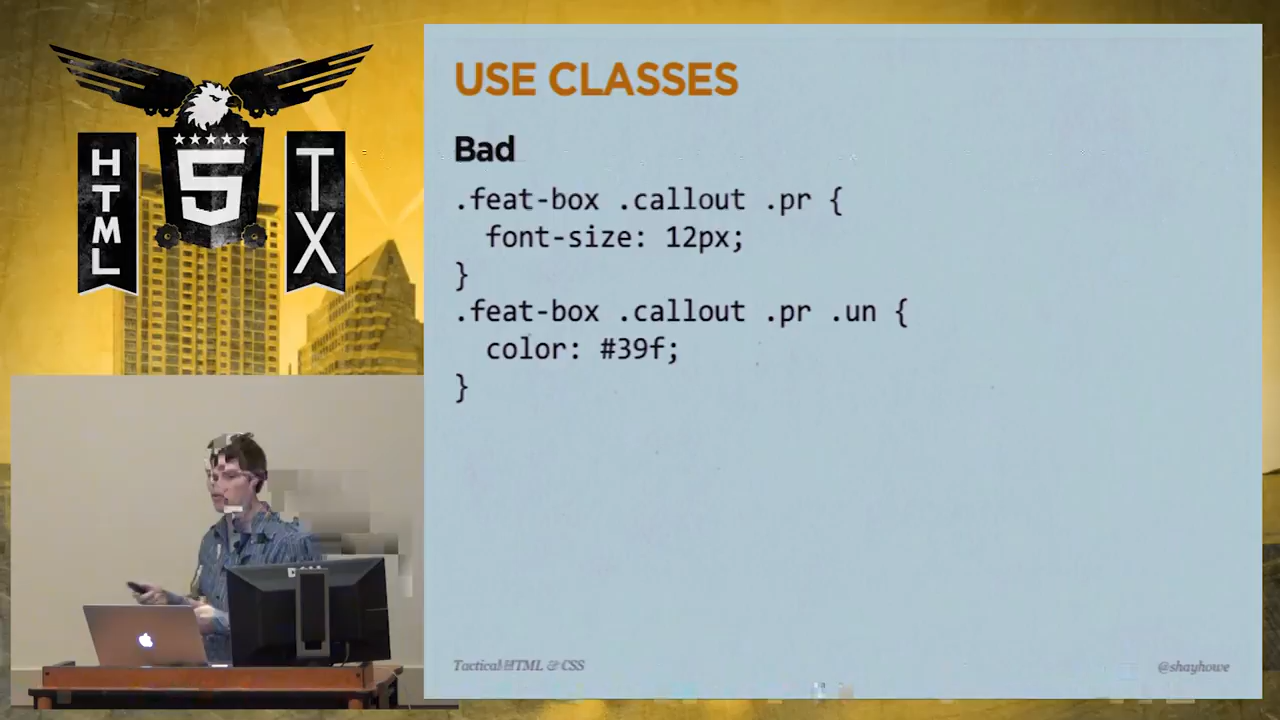 HTML
5
TX
USE CLASSES
Bad
.feat-box .callout .pr {
font-size: 12px;
}
.feat-box .callout .pr .un {
color: #39f;
}
Tactical HTML & CSS
@shayhowe